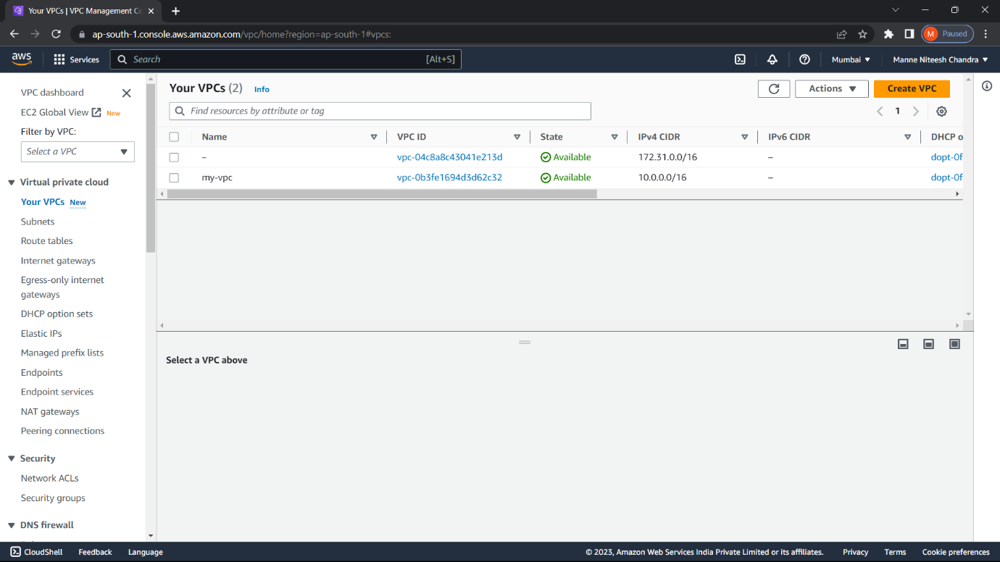 Your VPCs | VPC Management Co
ap-south-1.console.aws.amazon.com/vpc/home?region=ap-south-1#vpcs:
M Paused
aws
Services
Search
[Alt+S]
Mumbai
Manne Niteesh Chandra
VPC dashboard
EC2 Global View New
Filter by VPC:
Select a VPC
Virtual private cloud
Your VPCs New
Subnets
Route tables
Internet gateways
Egress-only internet
gateways
DHCP option sets
Elastic IPs
Managed prefix lists
Endpoints
Endpoint services
NAT gateways
Peering connections
Security
Network ACLs
Security groups
DNS firewall
Your VPCs (2) Info
Actions
Create VPC
Find resources by attribute or tag
1
Name VPC ID State IPv4 CIDR IPv6 CIDR DHCP o
– vpc-04c8a8c43041e213d Available 172.31.0.0/16 – dopt-0f
my-vpc vpc-0b3fe1694d3d62c32 Available 10.0.0.0/16 – dopt-0f
Select a VPC above
CloudShell Feedback Language © 2023, Amazon Web Services India Private Limited or its affiliates. Privacy Terms Cookie preferences